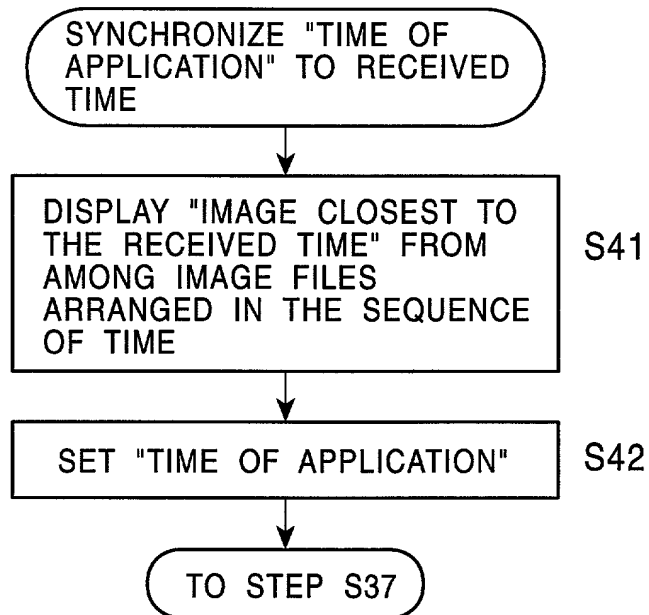 SYNCHRONIZE "TIME OF
APPLICATION" TO RECEIVED
TIME
DISPLAY "IMAGE CLOSEST TO
THE RECEIVED TIME" FROM
AMONG IMAGE FILES
ARRANGED IN THE SEQUENCE
OF TIME
S41
SET "TIME OF APPLICATION"
S42
TO STEP S37